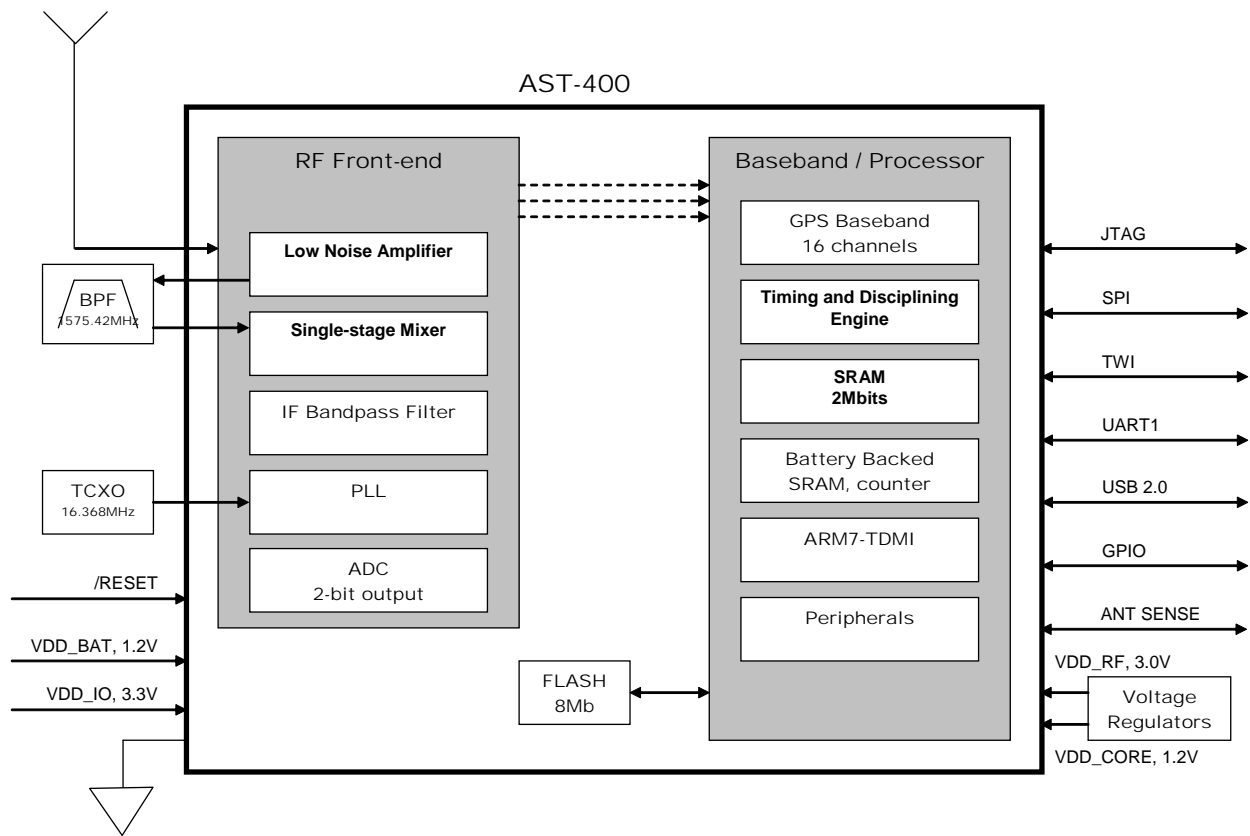 AST-400
RF Front-end
Low Noise Amplifier
Single-stage Mixer
IF Bandpass Filter
PLL
ADC
2-bit output
BPF
1575.42MHz
TCXO
16.368MHz
/RESET
VDD_BAT, 1.2V
VDD_IO, 3.3V
Baseband / Processor
GPS Baseband
16 channels
Timing and Disciplining
Engine
SRAM
2Mbits
Battery Backed
SRAM, counter
ARM7-TDMI
Peripherals
FLASH
8Mb
JTAG
SPI
TWI
UART1
USB 2.0
GPIO
ANT SENSE
VDD_RF, 3.0V
Voltage
Regulators
VDD_CORE, 1.2V